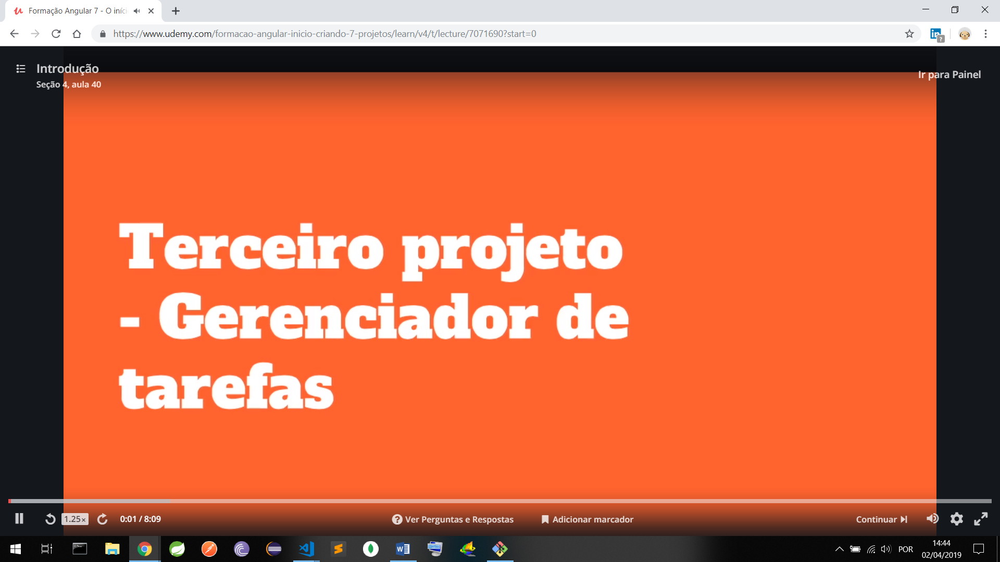 Formação Angular 7 - O iníci
https://www.udemy.com/formacao-angular-inicio-criando-7-projetos/learn/v4/t/lecture/7071690?start=0
Introdução
Seção 4, aula 40
Ir para Painel
Terceiro projeto
- Gerenciador de
tarefas
1.25×
0:01 / 8:09
Ver Perguntas e Respostas
Adicionar marcador
Continuar
POR
14:44
02/04/2019